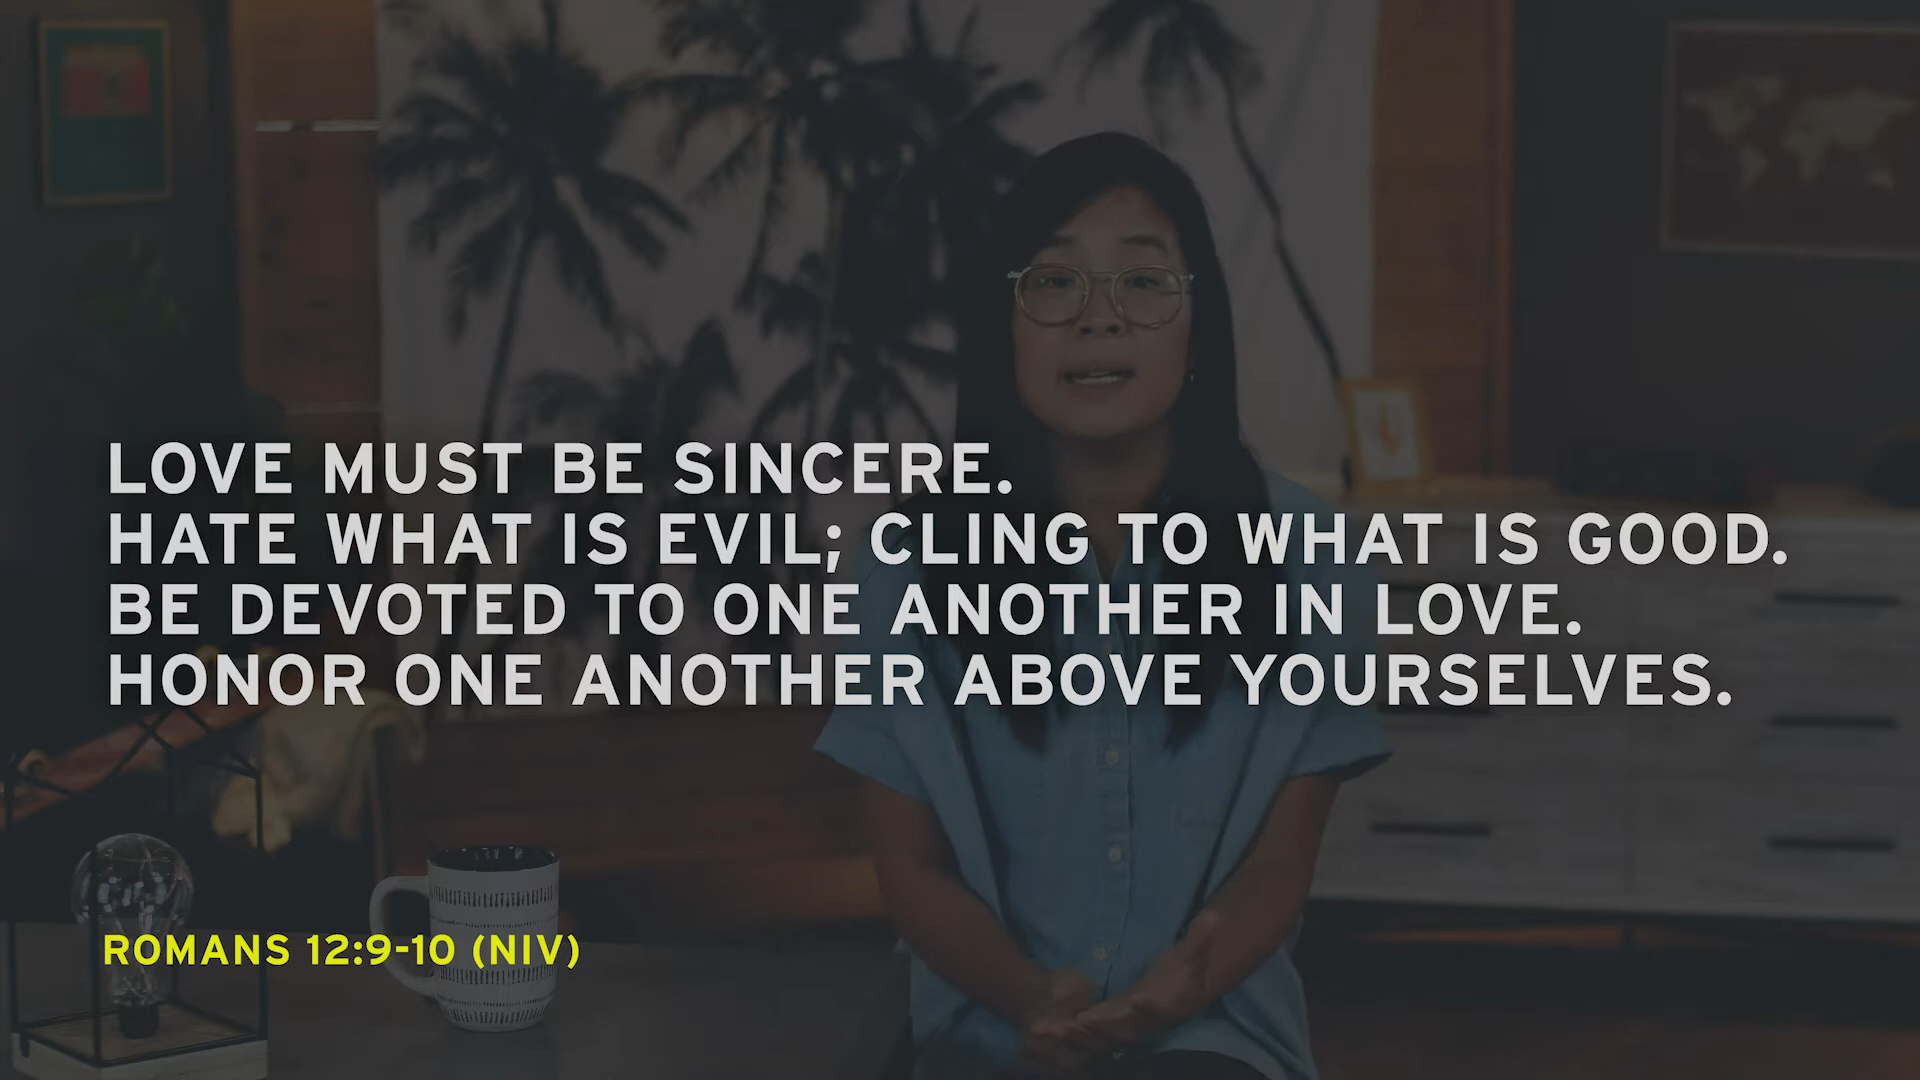 LOVE MUST BE SINCERE.
HATE WHAT IS EVIL; CLING TO WHAT IS GOOD.
BE DEVOTED TO ONE ANOTHER IN LOVE.
HONOR ONE ANOTHER ABOVE YOURSELVES.
ROMANS 12:9-10 (NIV)